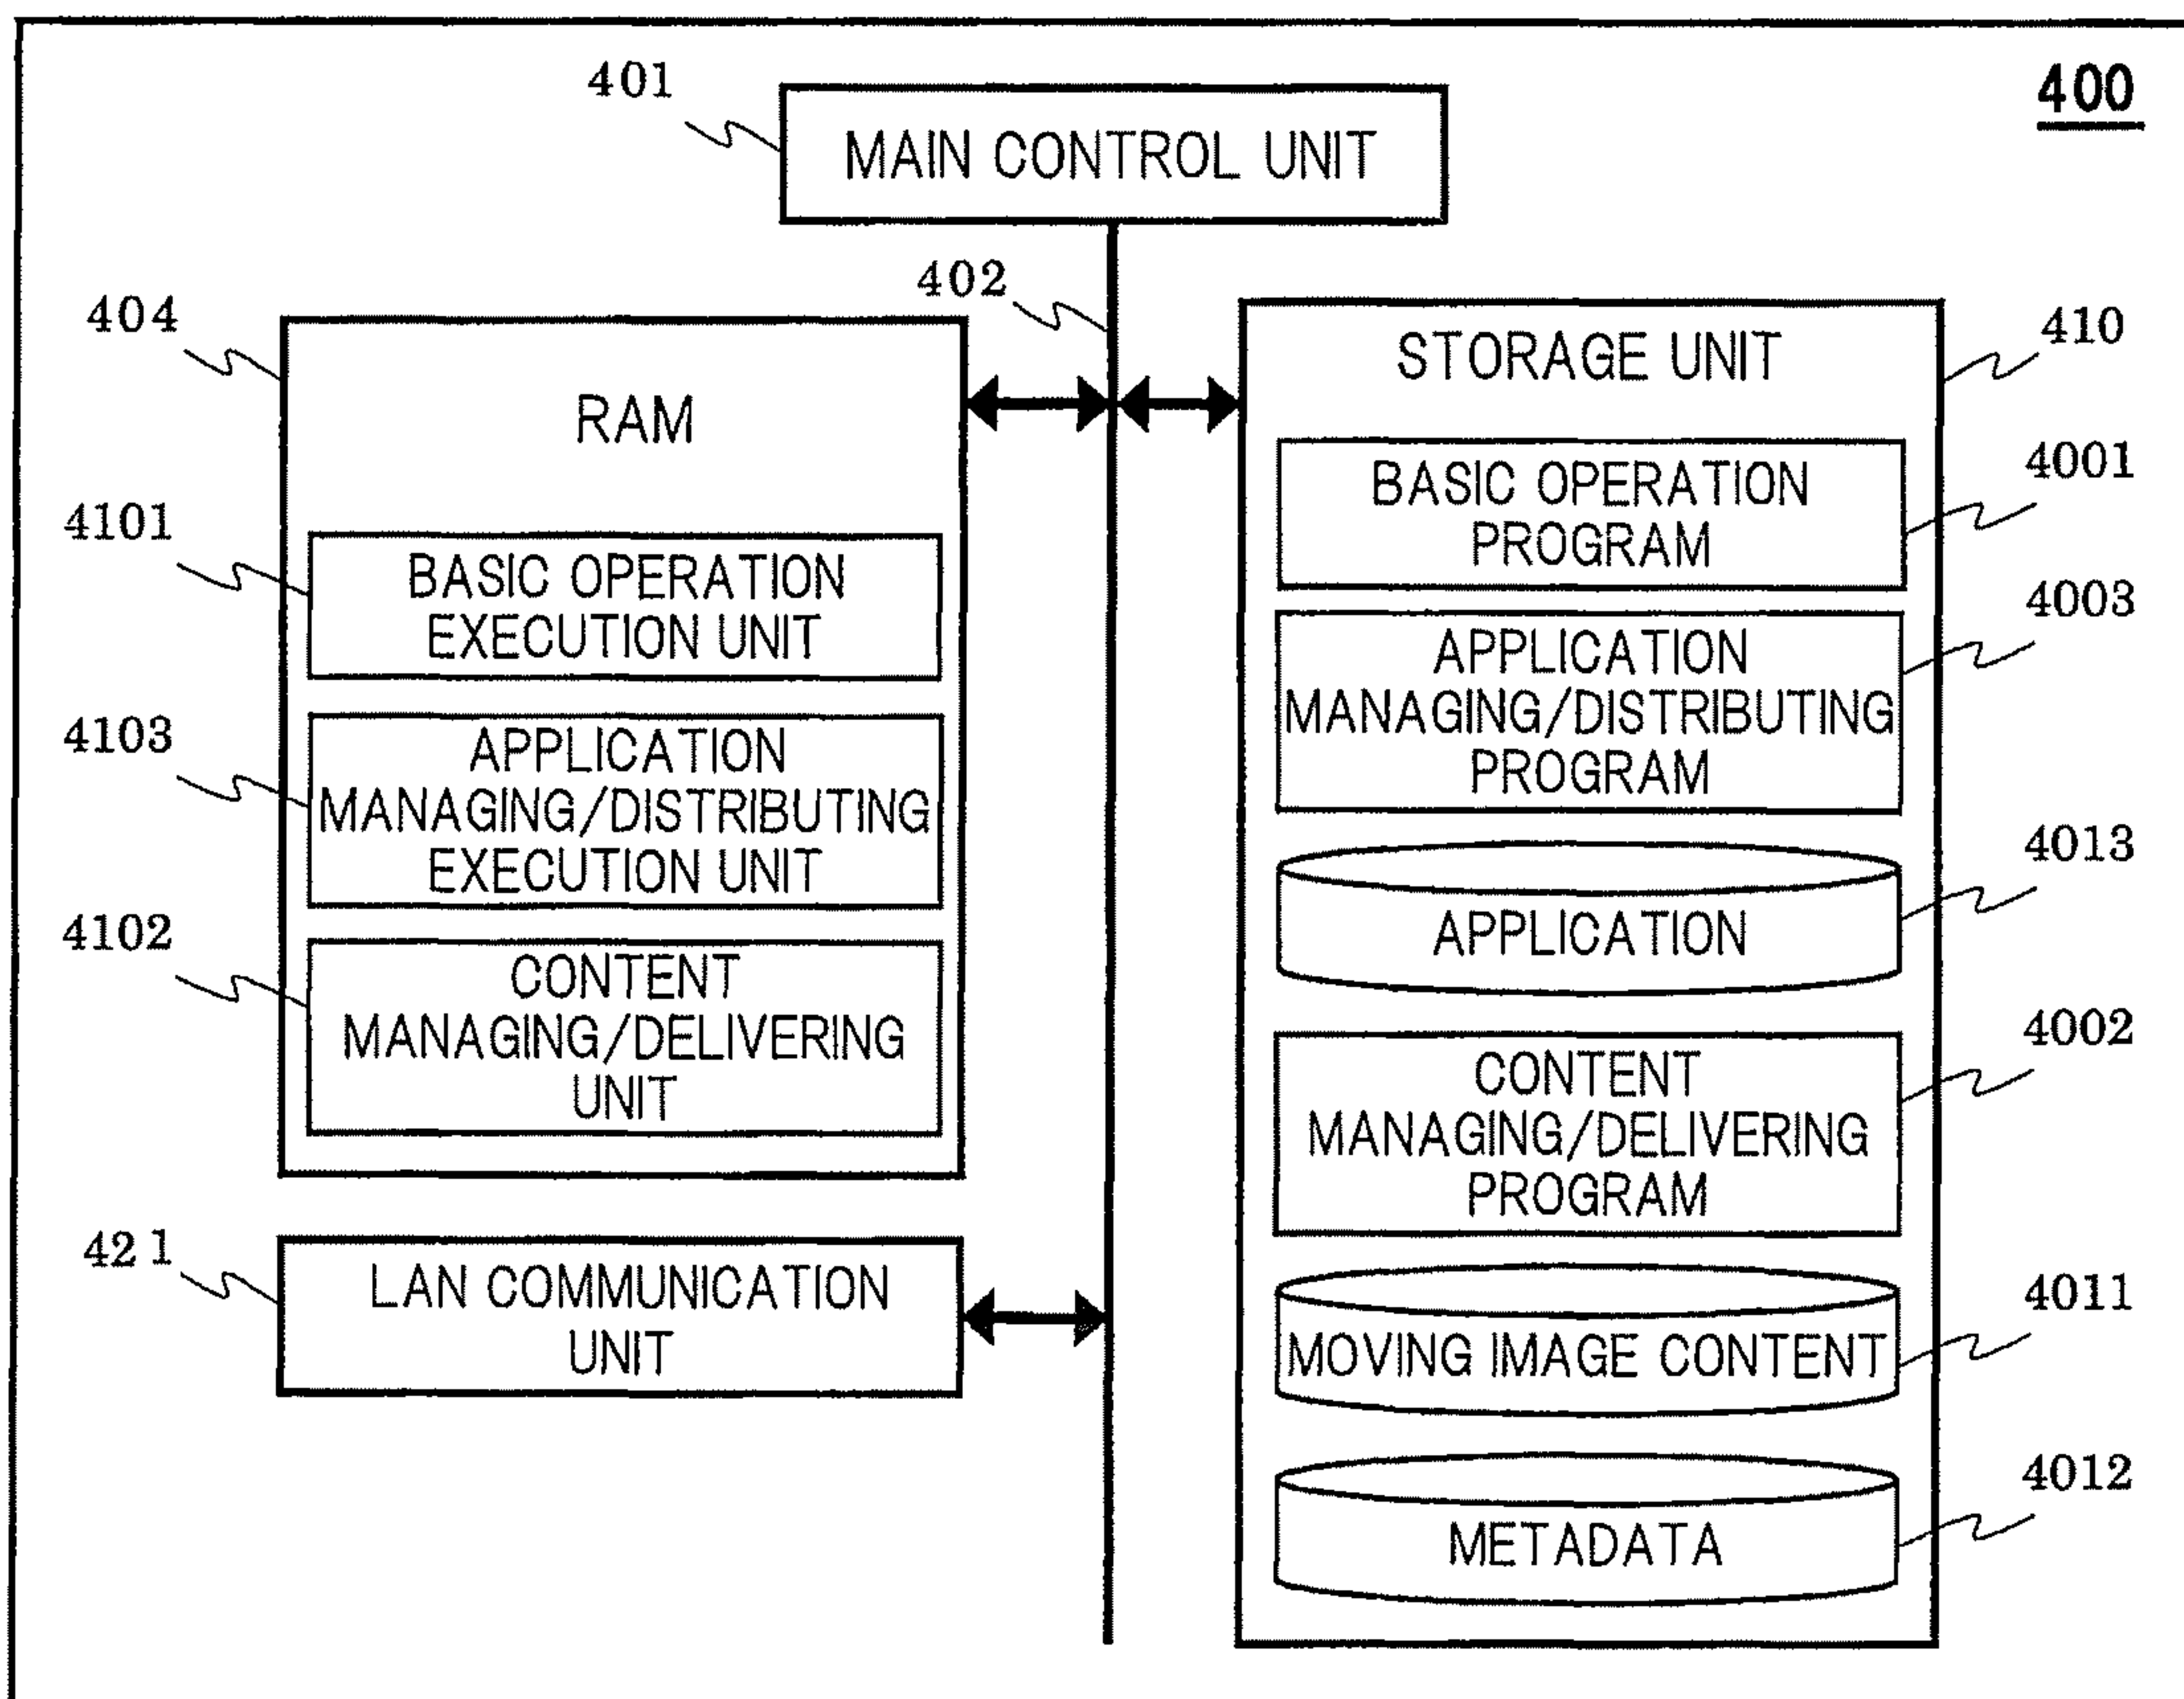 400
401
MAIN CONTROL UNIT
402
404
RAM
4101
BASIC OPERATION
EXECUTION UNIT
4103
APPLICATION
MANAGING/DISTRIBUTING
EXECUTION UNIT
4102
CONTENT
MANAGING/DELIVERING
UNIT
421
LAN COMMUNICATION
UNIT
STORAGE UNIT
410
BASIC OPERATION
PROGRAM
4001
APPLICATION
MANAGING/DISTRIBUTING
PROGRAM
4003
APPLICATION
4013
CONTENT
MANAGING/DELIVERING
PROGRAM
4002
MOVING IMAGE CONTENT
4011
METADATA
4012